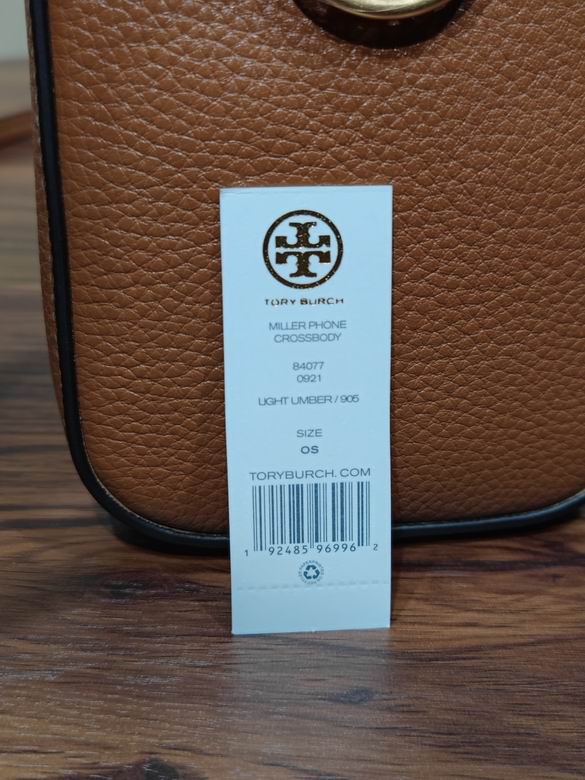 TORY BURCH
MILLER PHONE
CROSSBODY
84077
0921
LIGHT UMBER / 905
SIZE
OS
TORYBURCH.COM
1 92485 96996 2